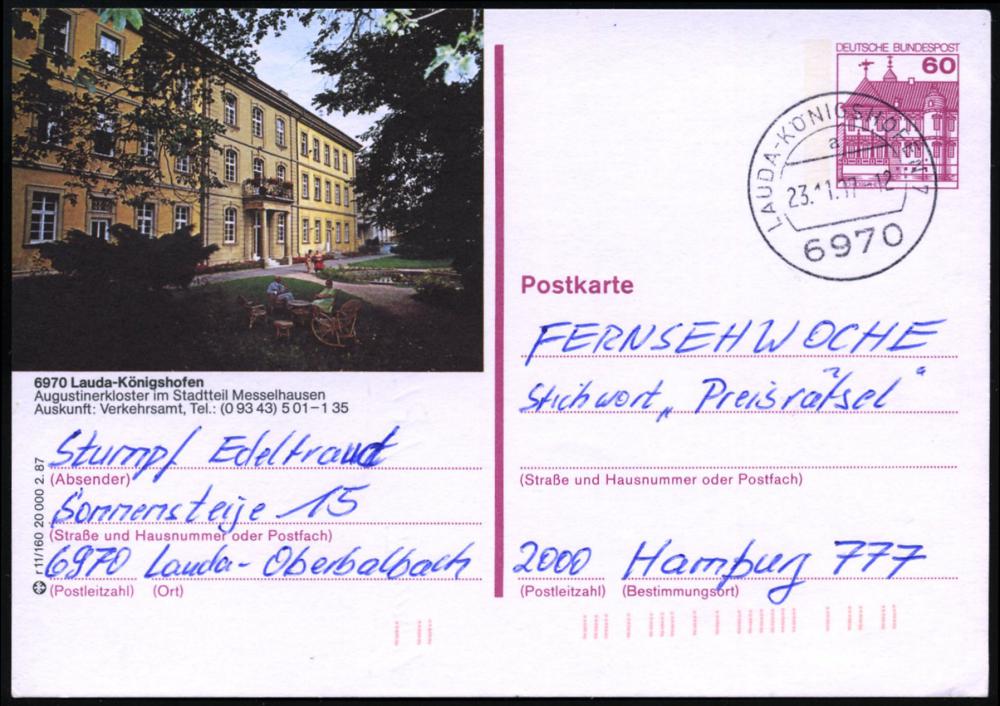 DEUTSCHE BUNDESPOST
60
LAUDA-KÖNIGSHOFEN
a
6970
Postkarte
6970 Lauda-Königshofen
Augustinerkloster im Stadtteil Messelhausen
Auskunft: Verkehrsamt, Tel.: (0 93 43) 5 01–1 35
FERNSEHWOCHE
Stichwort „Preisrätsel“
(Straße und Hausnummer oder Postfach)
2000 Hamburg 777
(Postleitzahl) (Bestimmungsort)
Stumpf Edeltraud
(Absender)
Sonnensteige 15
(Straße und Hausnummer oder Postfach)
6970 Lauda-Oberbalbach
(Postleitzahl) (Ort)
r 11/160 20 000 2.87